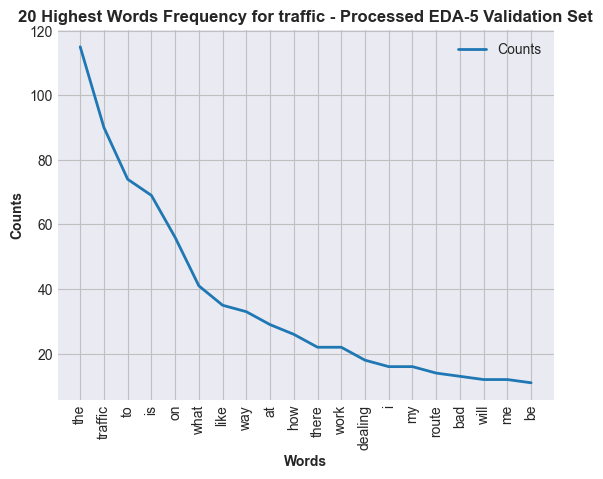 20 Highest Words Frequency for traffic - Processed EDA-5 Validation Set
120
100
80
60
40
20
Counts
Counts
the
traffic
to
is
on
what
like
way
at
how
there
work
dealing
i
my
route
bad
will
me
be
Words